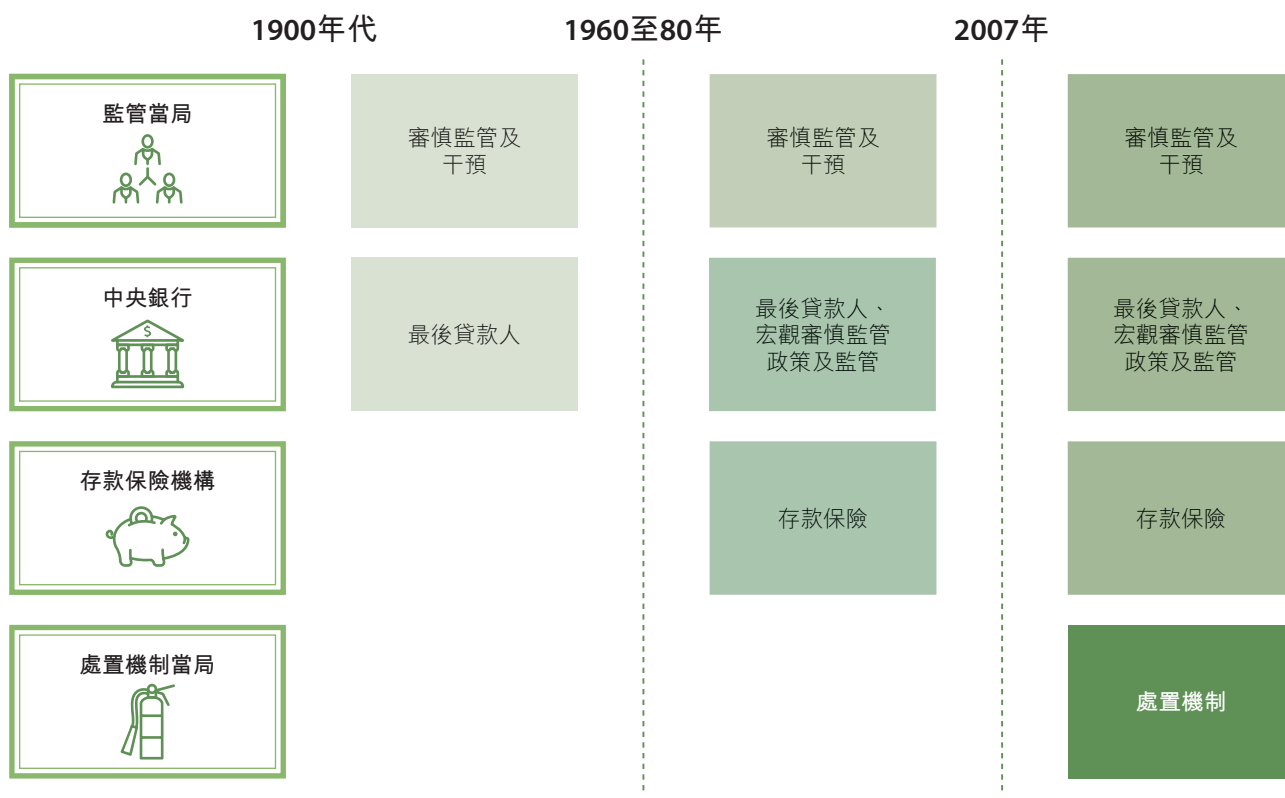 1900年代
1960至80年
2007年
監管當局
審慎監管及
干預
審慎監管及
干預
審慎監管及
干預
中央銀行
$
最後貸款人
最後貸款人、
宏觀審慎監管
政策及監管
最後貸款人、
宏觀審慎監管
政策及監管
存款保險機構
存款保險
存款保險
處置機制當局
處置機制